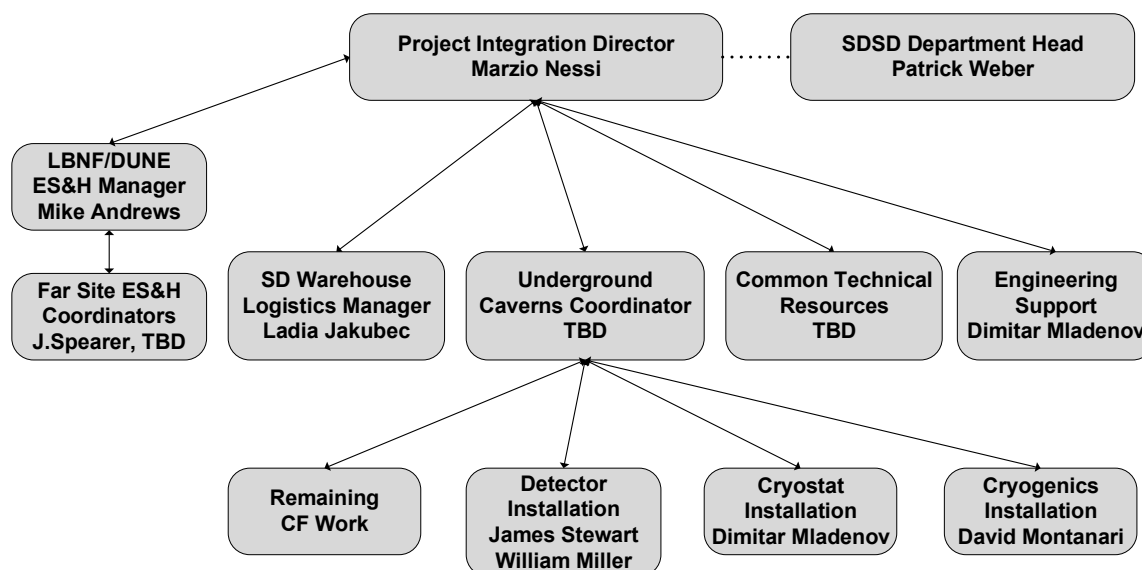 Project Integration Director
Marzio Nessi
SDSD Department Head
Patrick Weber
LBNF/DUNE
ES&H Manager
Mike Andrews
Far Site ES&H
Coordinators
J.Spearer, TBD
SD Warehouse
Logistics Manager
Ladia Jakubec
Underground
Caverns Coordinator
TBD
Common Technical
Resources
TBD
Engineering
Support
Dimitar Mladenov
Remaining
CF Work
Detector
Installation
James Stewart
William Miller
Cryostat
Installation
Dimitar Mladenov
Cryogenics
Installation
David Montanari